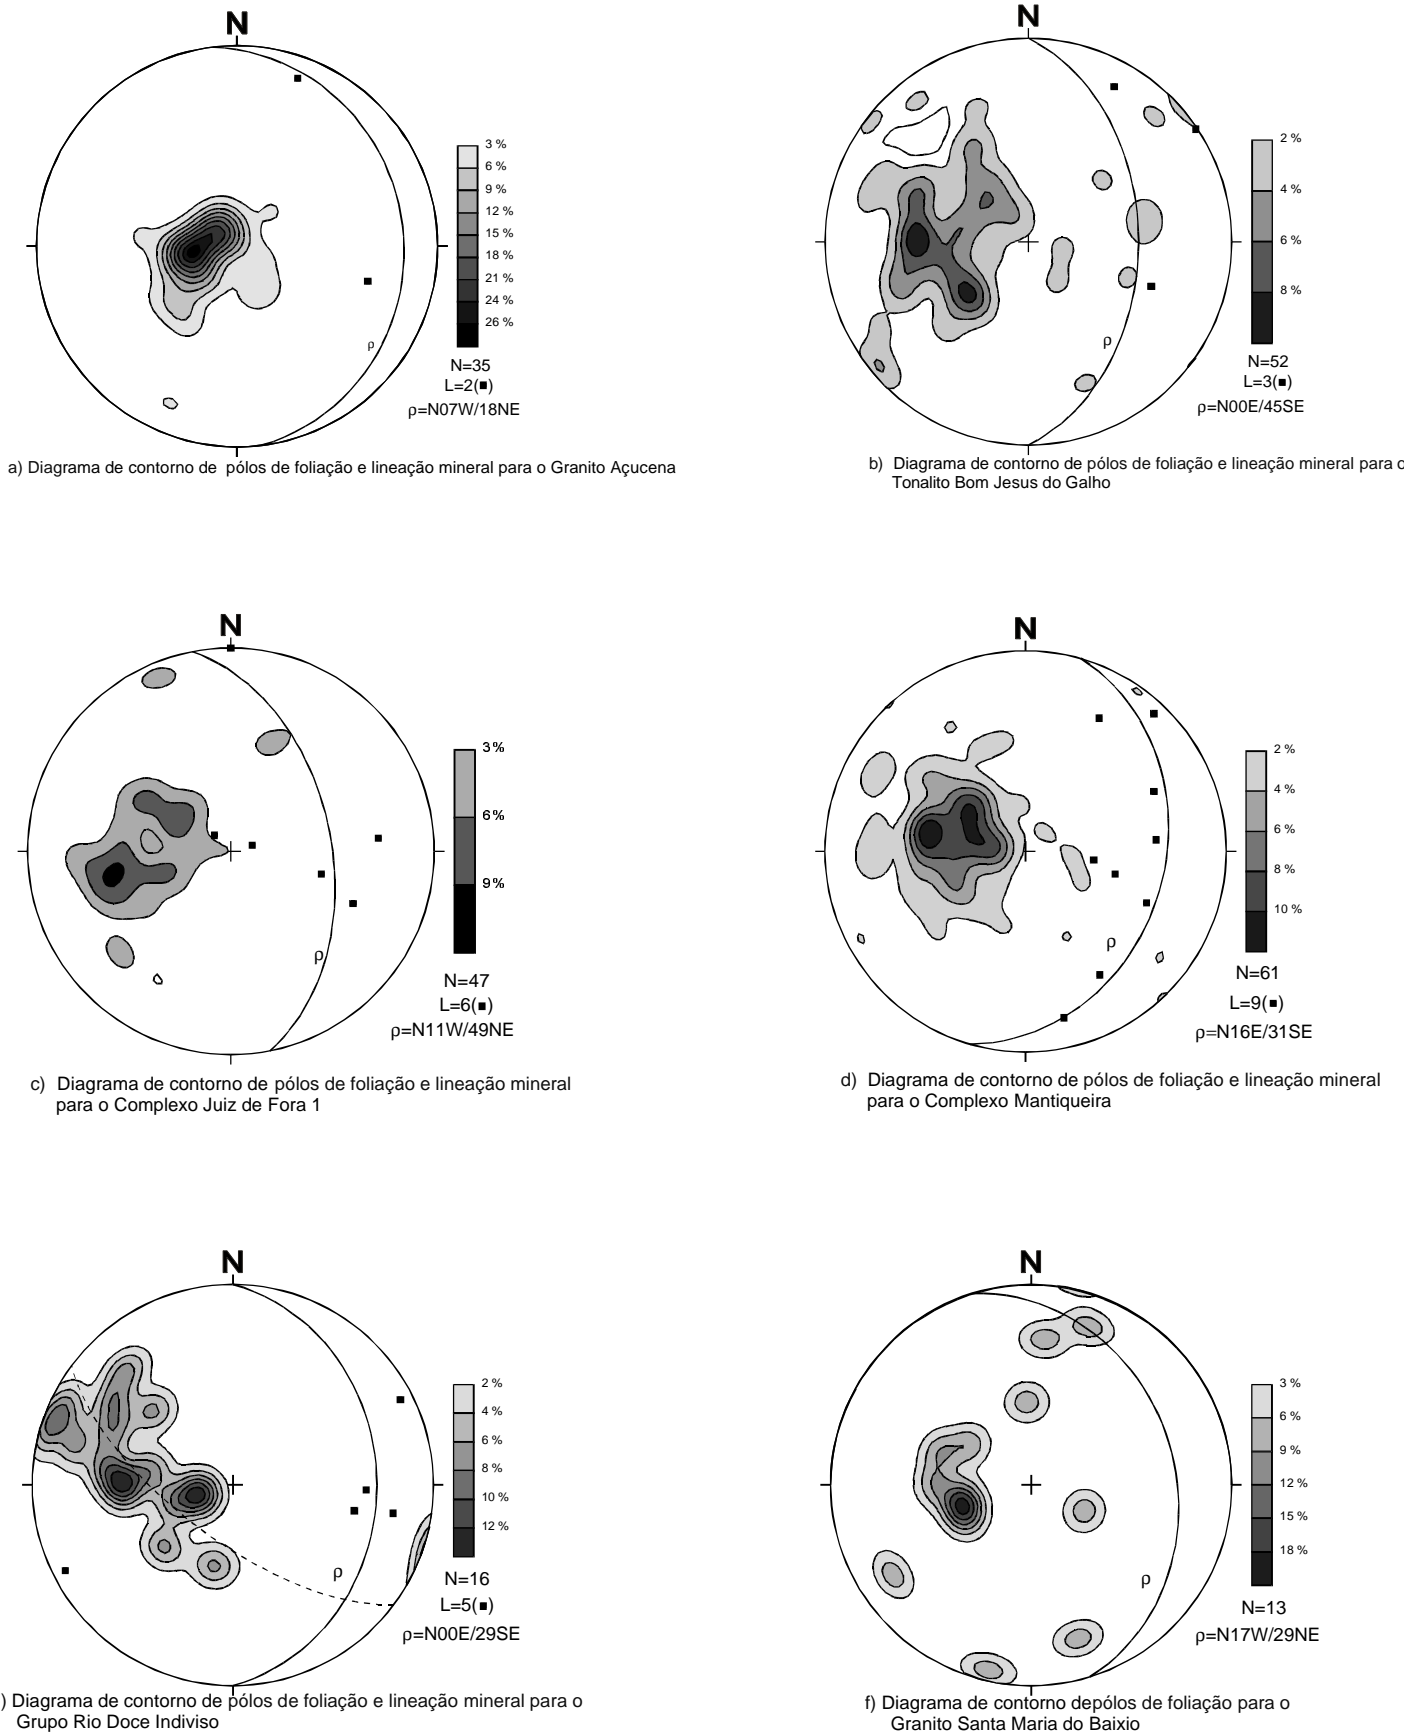 N
3 %
6 %
9 %
12 %
15 %
18 %
21 %
24 %
26 %
ρ
N=35
L=2(■)
ρ=N07W/18NE
a) Diagrama de contorno de pólos de foliação e lineação mineral para o Granito Açucena
N
2 %
4 %
6 %
8 %
ρ
N=52
L=3(■)
ρ=N00E/45SE
b) Diagrama de contorno de pólos de foliação e lineação mineral para o
Tonalito Bom Jesus do Galho
N
3%
6%
9%
ρ
N=47
L=6(■)
ρ=N11W/49NE
c) Diagrama de contorno de pólos de foliação e lineação mineral
para o Complexo Juiz de Fora 1
N
2 %
4 %
6 %
8 %
10 %
ρ
N=61
L=9(■)
ρ=N16E/31SE
d) Diagrama de contorno de pólos de foliação e lineação mineral
para o Complexo Mantiqueira
N
2 %
4 %
6 %
8 %
10 %
12 %
ρ
N=16
L=5(■)
ρ=N00E/29SE
) Diagrama de contorno de pólos de foliação e lineação mineral para o
Grupo Rio Doce Indiviso
N
3 %
6 %
9 %
12 %
15 %
18 %
ρ
N=13
ρ=N17W/29NE
f) Diagrama de contorno depólos de foliação para o
Granito Santa Maria do Baixio